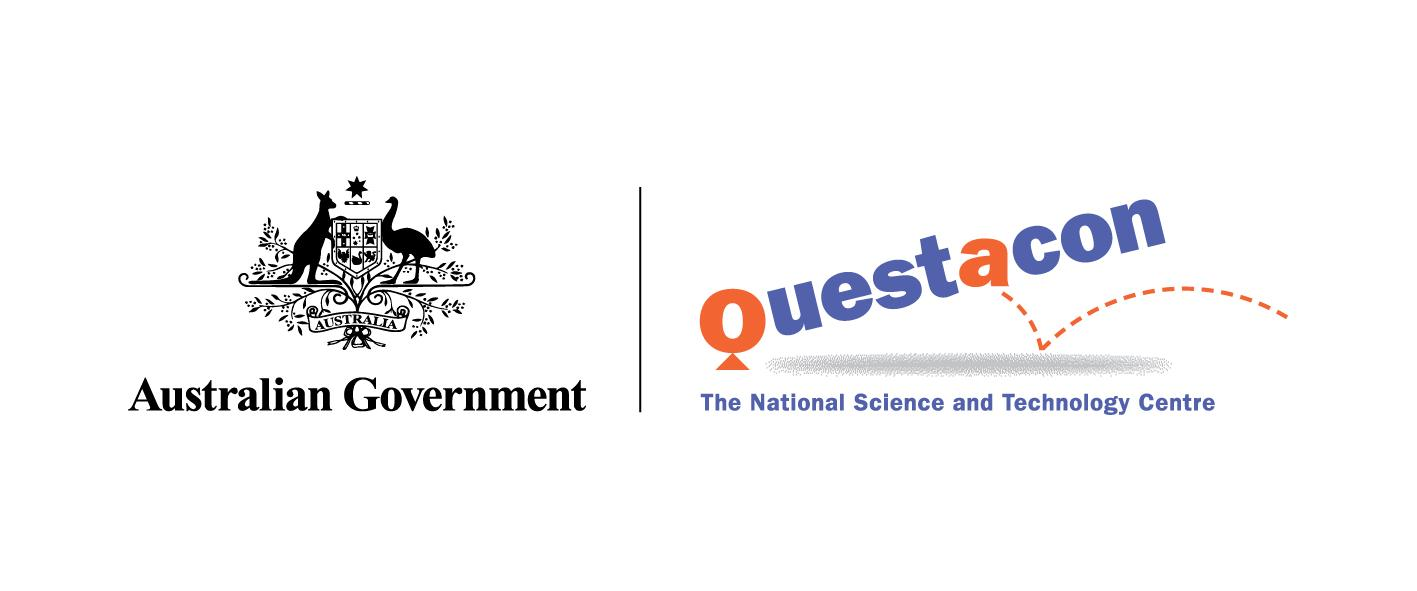 AUSTRALIA
Australian Government
Questacon
The National Science and Technology Centre